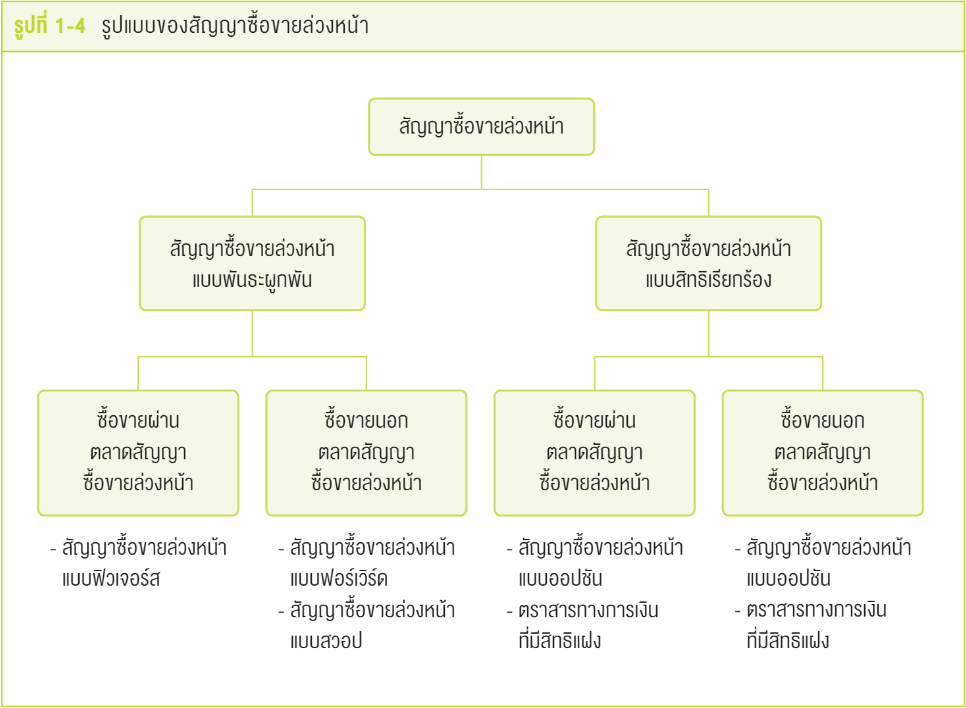 รูปที่ 1-4 รูปแบบของสัญญาซื้อขายล่วงหน้า
สัญญาซื้อขายล่วงหน้า
สัญญาซื้อขายล่วงหน้า
แบบพันธะผูกพัน
สัญญาซื้อขายล่วงหน้า
แบบสิทธิเรียกร้อง
ซื้อขายผ่าน
ตลาดสัญญา
ซื้อขายล่วงหน้า
ซื้อขายนอก
ตลาดสัญญา
ซื้อขายล่วงหน้า
ซื้อขายผ่าน
ตลาดสัญญา
ซื้อขายล่วงหน้า
ซื้อขายนอก
ตลาดสัญญา
ซื้อขายล่วงหน้า
- สัญญาซื้อขายล่วงหน้า
แบบฟิวเจอร์ส
- สัญญาซื้อขายล่วงหน้า
แบบฟอร์เวิร์ด
- สัญญาซื้อขายล่วงหน้า
แบบสวอป
- สัญญาซื้อขายล่วงหน้า
แบบออปชัน
- ตราสารทางการเงิน
ที่มีสิทธิแฝง
- สัญญาซื้อขายล่วงหน้า
แบบออปชัน
- ตราสารทางการเงิน
ที่มีสิทธิแฝง